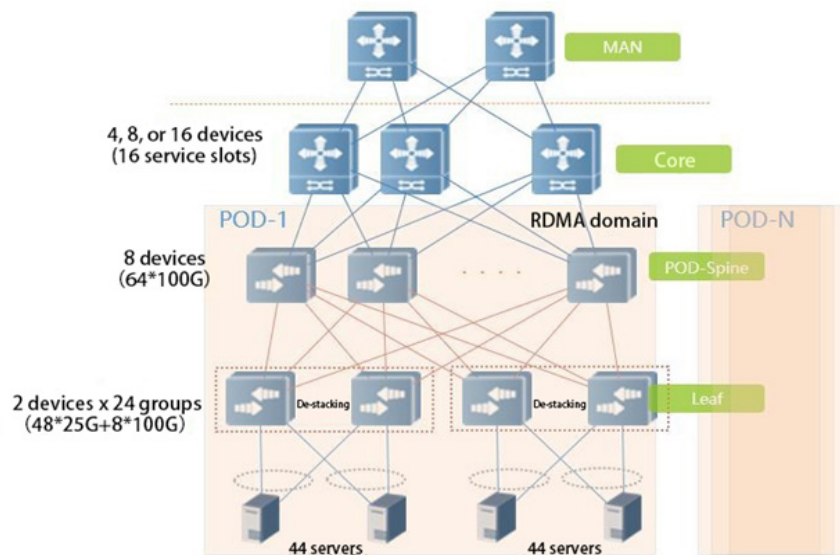 MAN
4, 8, or 16 devices
(16 service slots)
Core
POD-1
RDMA domain
POD-N
8 devices
(64*100G)
POD-Spine
2 devices x 24 groups
(48*25G+8*100G)
De-stacking
De-stacking
Leaf
44 servers
44 servers